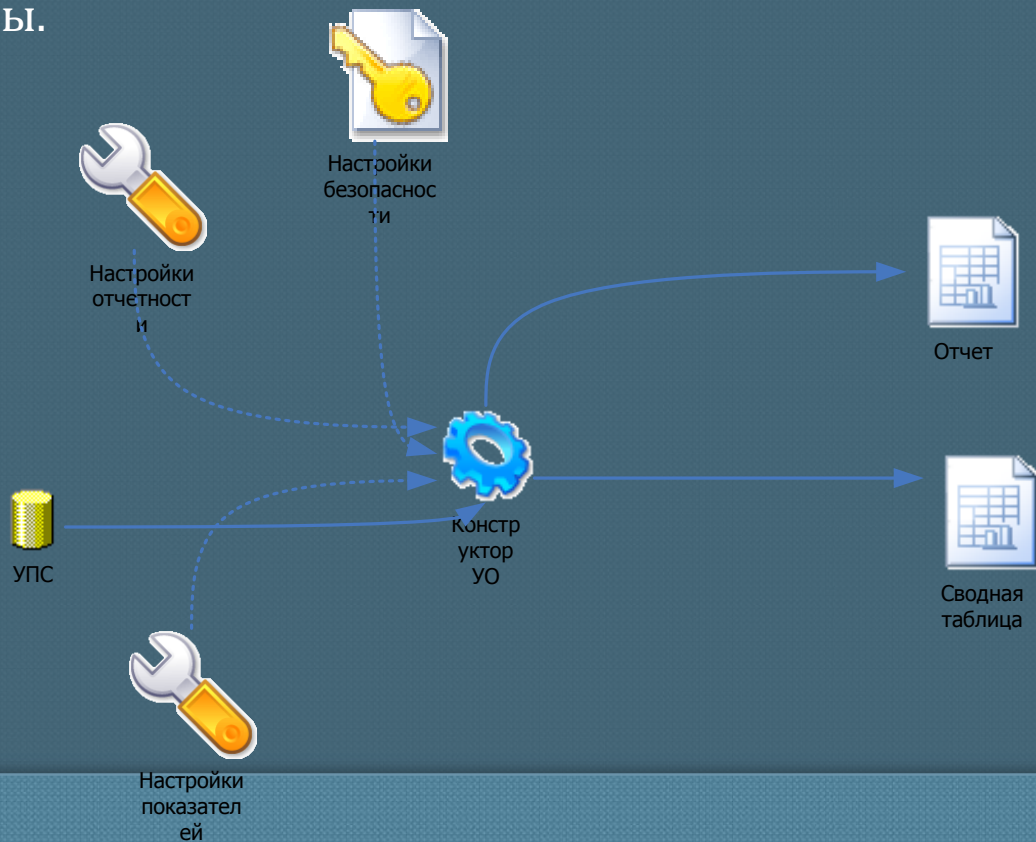 ы.
Настройки
безопаснос
ти
Настройки
отчетност
и
Отчет
Констр
уктор
УО
УПС
Сводная
таблица
Настройки
показател
ей